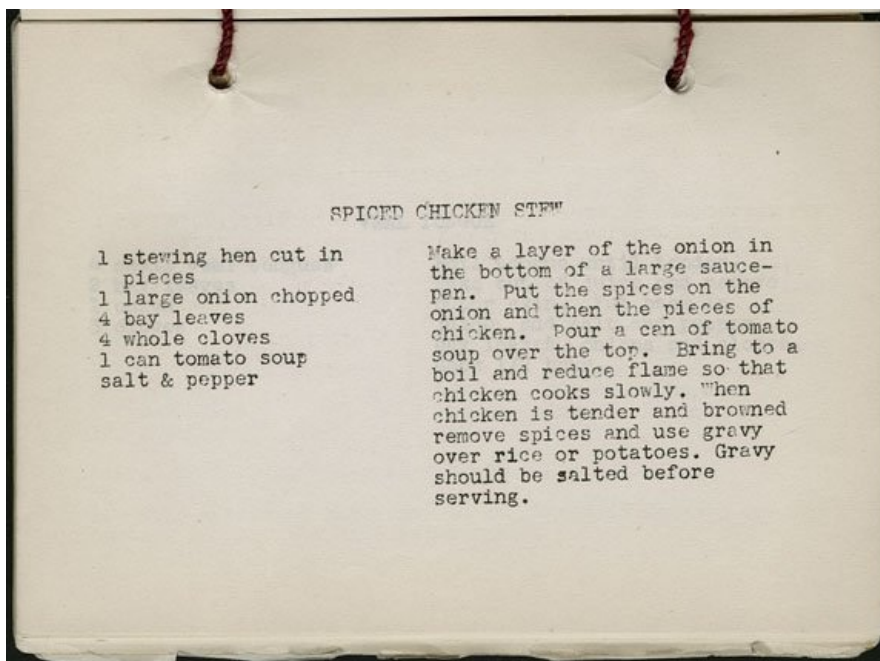 SPICED CHICKEN STEW
1 stewing hen cut in
pieces
1 large onion chopped
4 bay leaves
4 whole cloves
1 can tomato soup
salt & pepper
Make a layer of the onion in
the bottom of a large sauce-
pan. Put the spices on the
onion and then the pieces of
chicken. Pour a can of tomato
soup over the top. Bring to a
boil and reduce flame so that
chicken cooks slowly. When
chicken is tender and browned
remove spices and use gravy
over rice or potatoes. Gravy
should be salted before
serving.